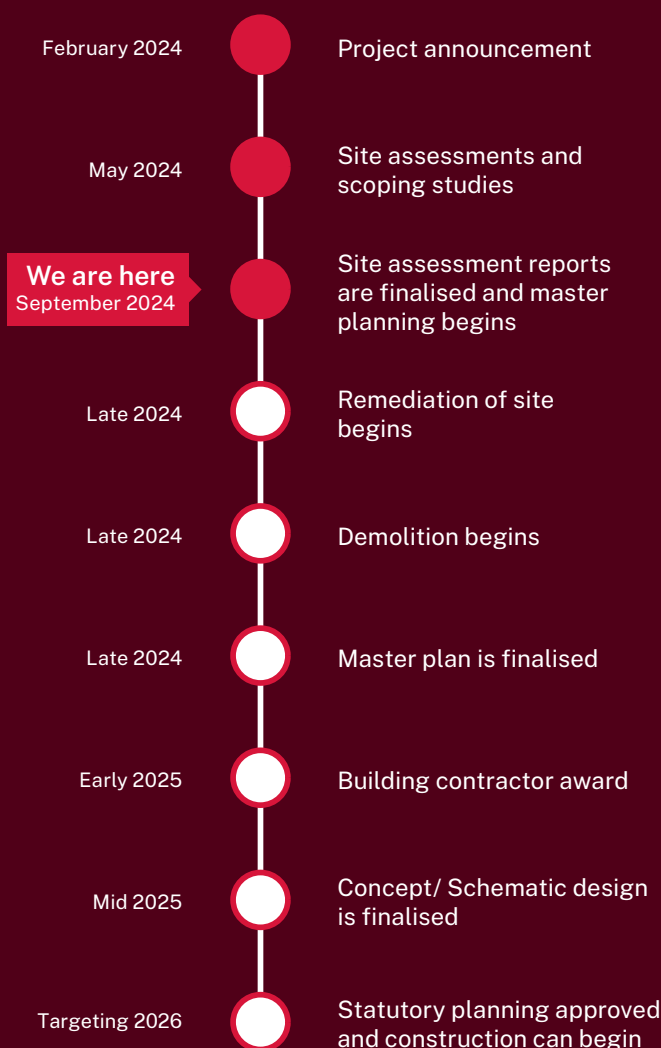 February 2024
Project announcement
May 2024
Site assessments and
scoping studies
We are here
September 2024
Site assessment reports
are finalised and master
planning begins
Late 2024
Remediation of site
begins
Late 2024
Demolition begins
Late 2024
Master plan is finalised
Early 2025
Building contractor award
Mid 2025
Concept/ Schematic design
is finalised
Targeting 2026
Statutory planning approved
and construction can begin